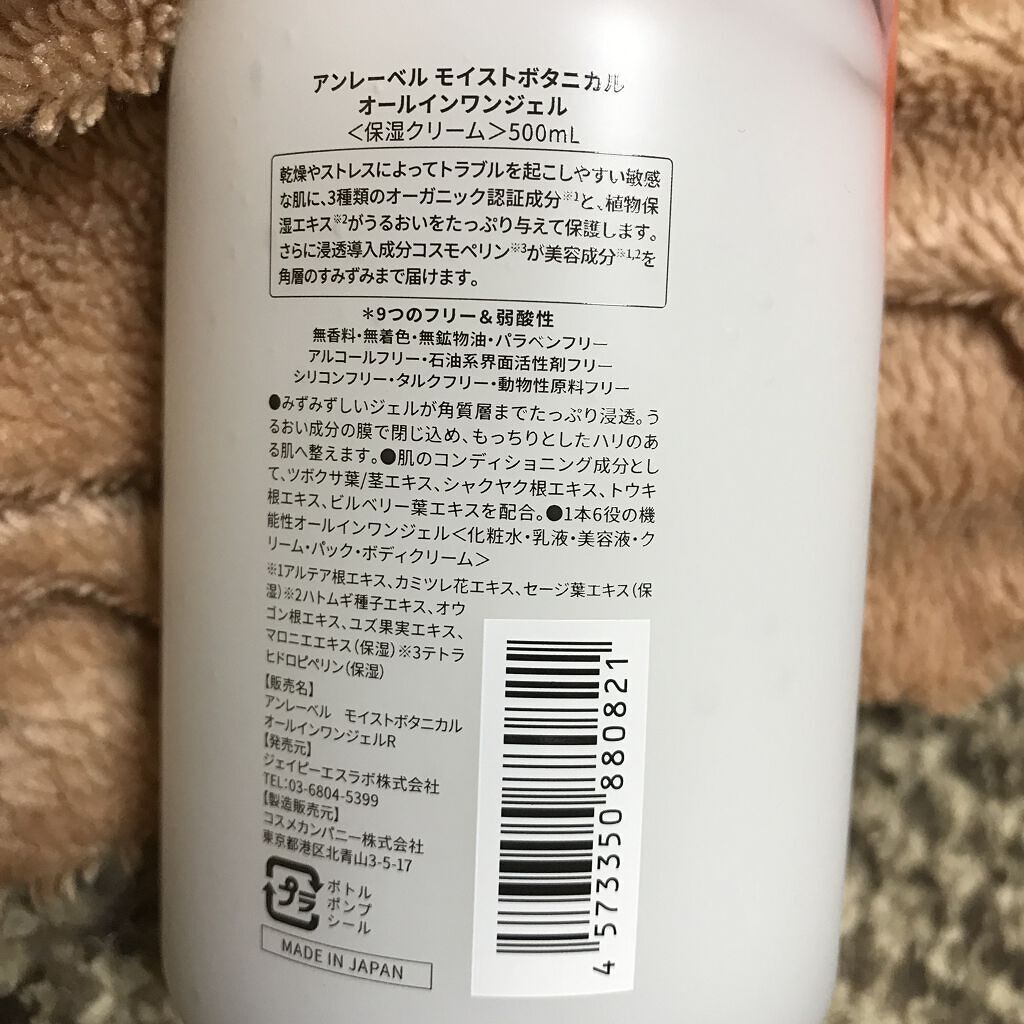 アンレーベル モイストボタニカル
オールインワンジェル
＜保湿クリーム＞500mL
乾燥やストレスによってトラブルを起こしやすい敏感
な肌に、3種類のオーガニック認証成分※1と、植物保
湿エキス※2がうるおいをたっぷり与えて保護します。
さらに浸透導入成分コスモペリン※3が美容成分※1,2を
角層のすみずみまで届けます。
＊9つのフリー＆弱酸性
無香料・無着色・無鉱物油・パラベンフリー
アルコールフリー・石油系界面活性剤フリー
シリコンフリー・タルクフリー・動物性原料フリー
●みずみずしいジェルが角質層までたっぷり浸透。う
るおい成分の膜で閉じ込め、もっちりとしたハリのあ
る肌へ整えます。●肌のコンディショニング成分とし
て、ツボクサ葉/茎エキス、シャクヤク根エキス、トウキ
根エキス、ビルベリー葉エキスを配合。●1本6役の機
能性オールインワンジェル＜化粧水・乳液・美容液・ク
リーム・パック・ボディクリーム＞
※1アルテア根エキス、カミツレ花エキス、セージ葉エキス（保
湿）※2ハトムギ種子エキス、オウ
ゴン根エキス、ユズ果実エキス、
マロニエエキス（保湿）※3テトラ
ヒドロピペリン（保湿）
【販売名】
アンレーベル　モイストボタニカル
オールインワンジェルR
【発売元】
ジェイピーエスラボ株式会社
TEL:03-6804-5399
【製造販売元】
コスメカンパニー株式会社
東京都港区北青山3-5-17
プラ
ボトル
ポンプ
シール
MADE IN JAPAN
4 573350 880821